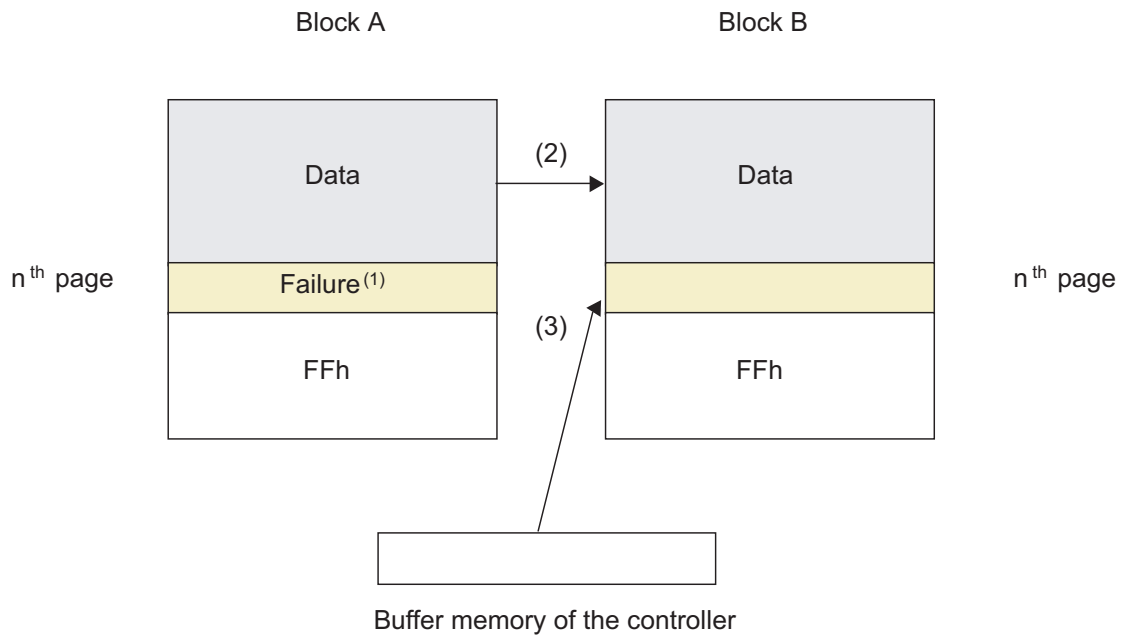 Block A
Block B
Data
(2)
Data
n th page
Failure (1)
n th page
(3)
FFh
FFh
Buffer memory of the controller